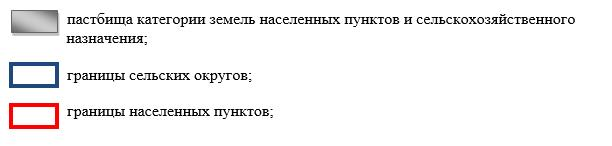 пастбища категории земель населенных пунктов и сельскохозяйственного
назначения;
границы сельских округов;
границы населенных пунктов;